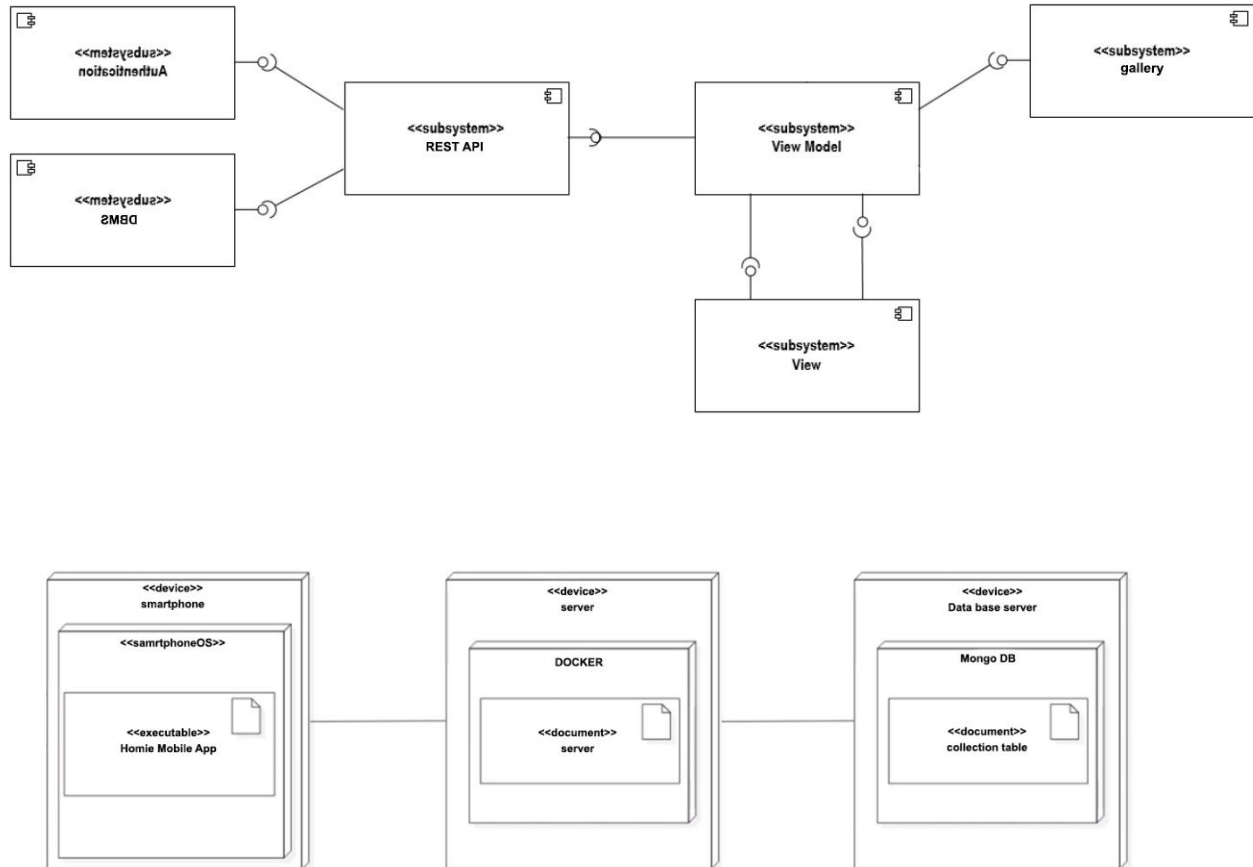 <<subsystem>>
Authentication
<<subsystem>>
gallery
<<subsystem>>
REST API
<<subsystem>>
View Model
<<subsystem>>
DBMS
<<subsystem>>
View
<<device>>
smartphone
<<samrtphoneOS>>
<<executable>>
Homie Mobile App
<<device>>
server
DOCKER
<<document>>
server
<<device>>
Data base server
Mongo DB
<<document>>
collection table